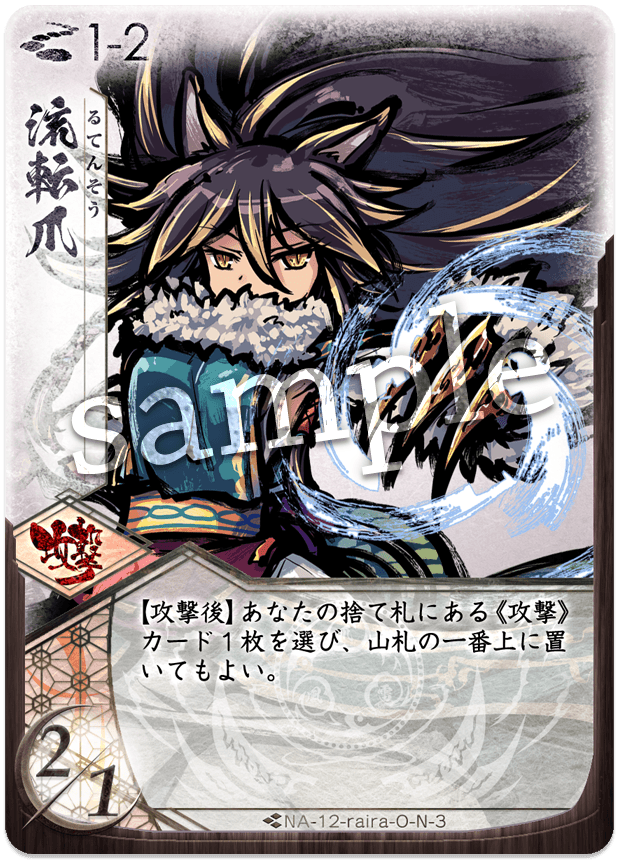 1-2
流転爪
るてんそう
sample
攻撃
【攻撃後】あなたの捨て札にある《攻撃》
カード1枚を選び、山札の一番上に置
いてもよい。
2/1
NA-12-raira-O-N-3